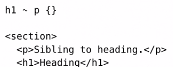 h1 ~ p {}

<section>
  <p>Sibling to heading.</p>
  <h1>Heading</h1>